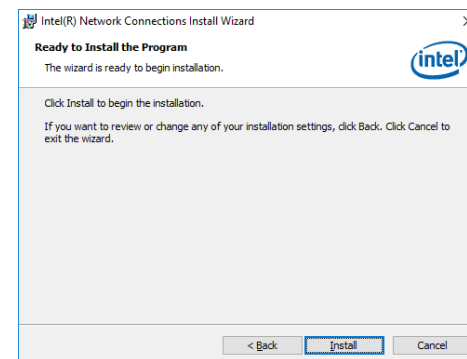 Intel(R) Network Connections Install Wizard
Ready to Install the Program
The wizard is ready to begin installation.
intel
Click Install to begin the installation.
If you want to review or change any of your installation settings, click Back. Click Cancel to
exit the wizard.
< Back Install Cancel